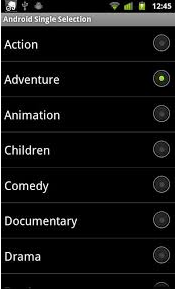 12:45
Android Single Selection
Action
Adventure
Animation
Children
Comedy
Documentary
Drama